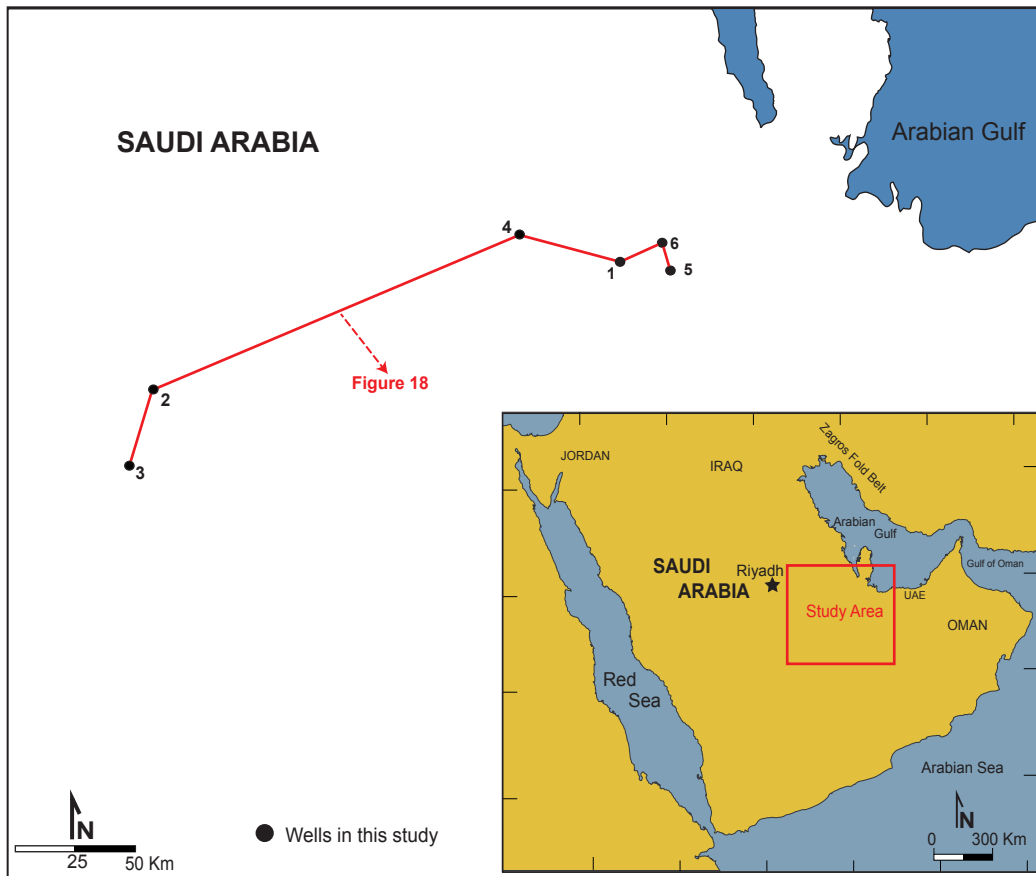 SAUDI ARABIA
Arabian Gulf
4
6
1
5
Figure 18
2
3
N
25
50 Km
Wells in this study
JORDAN
IRAQ
Zagros Fold Belt
Arabian
Gulf
Gulf of Oman
SAUDI
ARABIA
Riyadh
UAE
Study Area
OMAN
Red
Sea
Arabian Sea
N
0
300 Km